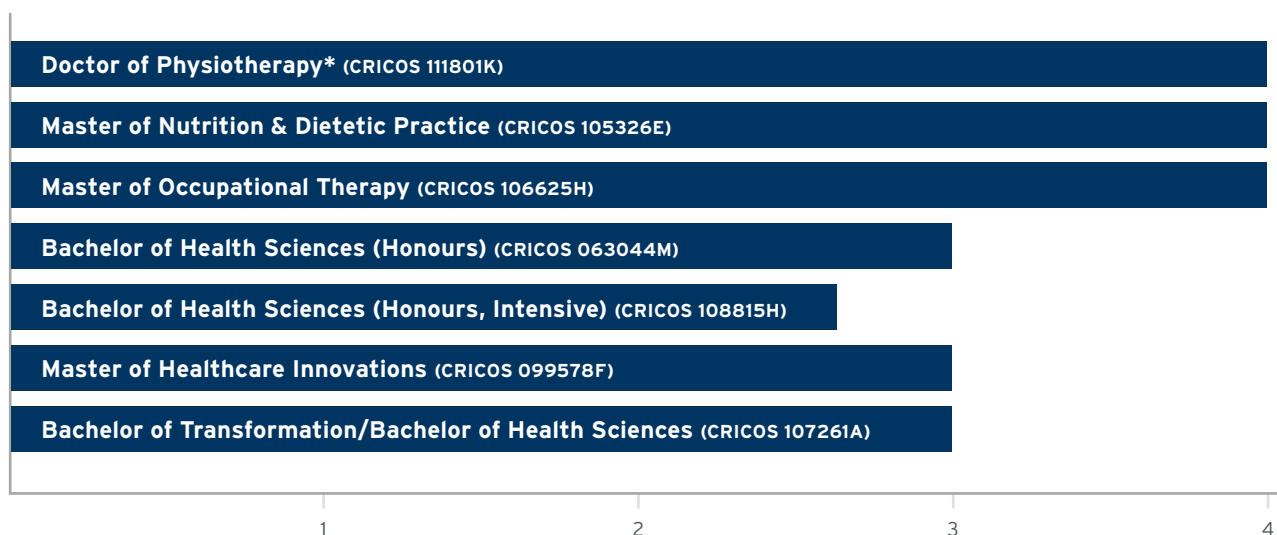 Doctor of Physiotherapy* (CRICOS 111801K)
Master of Nutrition & Dietetic Practice (CRICOS 105326E)
Master of Occupational Therapy (CRICOS 106625H)
Bachelor of Health Sciences (Honours) (CRICOS 063044M)
Bachelor of Health Sciences (Honours, Intensive) (CRICOS 108815H)
Master of Healthcare Innovations (CRICOS 099578F)
Bachelor of Transformation/Bachelor of Health Sciences (CRICOS 107261A)
1 2 3 4